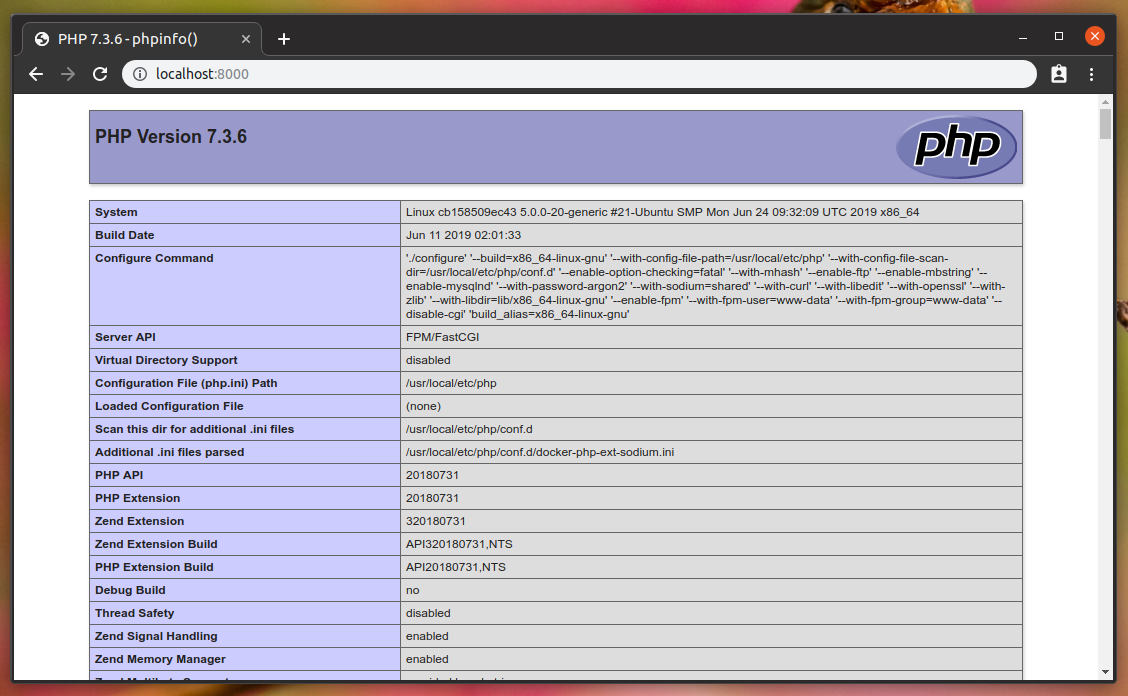 PHP 7.3.6 - phpinfo()
localhost:8000
PHP Version 7.3.6
php
System Linux cb158509ec43 5.0.0-20-generic #21-Ubuntu SMP Mon Jun 24 09:32:09 UTC 2019 x86_64
Build Date Jun 11 2019 02:01:33
Configure Command './configure' '--build=x86_64-linux-gnu' '--with-config-file-path=/usr/local/etc/php' '--with-config-file-scan-
dir=/usr/local/etc/php/conf.d' '--enable-option-checking=fatal' '--with-mhash' '--enable-ftp' '--enable-mbstring' '--
enable-mysqlnd' '--with-password-argon2' '--with-sodium=shared' '--with-curl' '--with-libedit' '--with-openssl' '--with-
zlib' '--with-libdir=lib/x86_64-linux-gnu' '--enable-fpm' '--with-fpm-user=www-data' '--with-fpm-group=www-data' '--
disable-cgi' 'build_alias=x86_64-linux-gnu'
Server API FPM/FastCGI
Virtual Directory Support disabled
Configuration File (php.ini) Path /usr/local/etc/php
Loaded Configuration File (none)
Scan this dir for additional .ini files /usr/local/etc/php/conf.d
Additional .ini files parsed /usr/local/etc/php/conf.d/docker-php-ext-sodium.ini
PHP API 20180731
PHP Extension 20180731
Zend Extension 320180731
Zend Extension Build API320180731,NTS
PHP Extension Build API20180731,NTS
Debug Build no
Thread Safety disabled
Zend Signal Handling enabled
Zend Memory Manager enabled